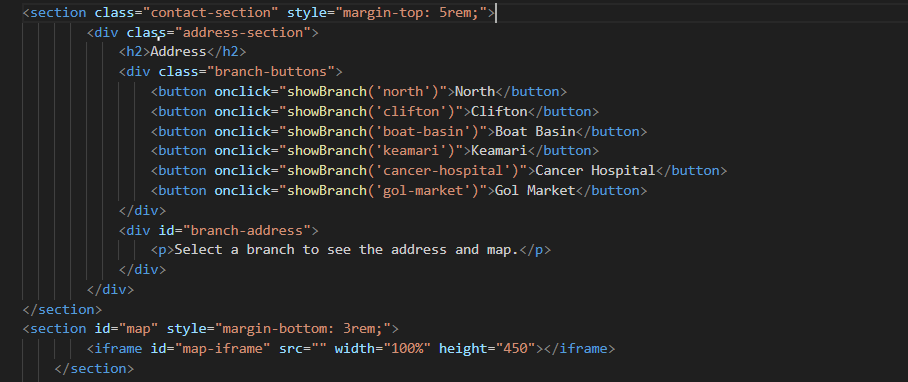 <section class="contact-section" style="margin-top: 5rem;">
<div class="address-section">
<h2>Address</h2>
<div class="branch-buttons">
<button onclick="showBranch('north')">North</button>
<button onclick="showBranch('clifton')">Clifton</button>
<button onclick="showBranch('boat-basin')">Boat Basin</button>
<button onclick="showBranch('keamari')">Keamari</button>
<button onclick="showBranch('cancer-hospital')">Cancer Hospital</button>
<button onclick="showBranch('gol-market')">Gol Market</button>
</div>
<div id="branch-address">
<p>Select a branch to see the address and map.</p>
</div>
</div>
</section>
<section id="map" style="margin-bottom: 3rem;">
<iframe id="map-iframe" src="" width="100%" height="450"></iframe>
</section>